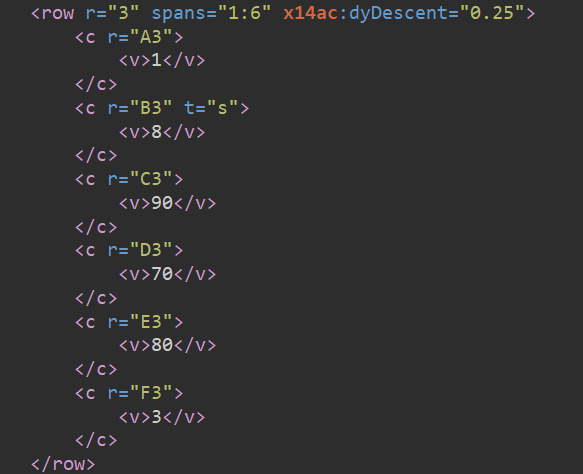 <row r="3" spans="1:6" x14ac:dyDescent="0.25">
    <c r="A3">
        <v>1</v>
    </c>
    <c r="B3" t="s">
        <v>8</v>
    </c>
    <c r="C3">
        <v>90</v>
    </c>
    <c r="D3">
        <v>70</v>
    </c>
    <c r="E3">
        <v>80</v>
    </c>
    <c r="F3">
        <v>3</v>
    </c>
</row>